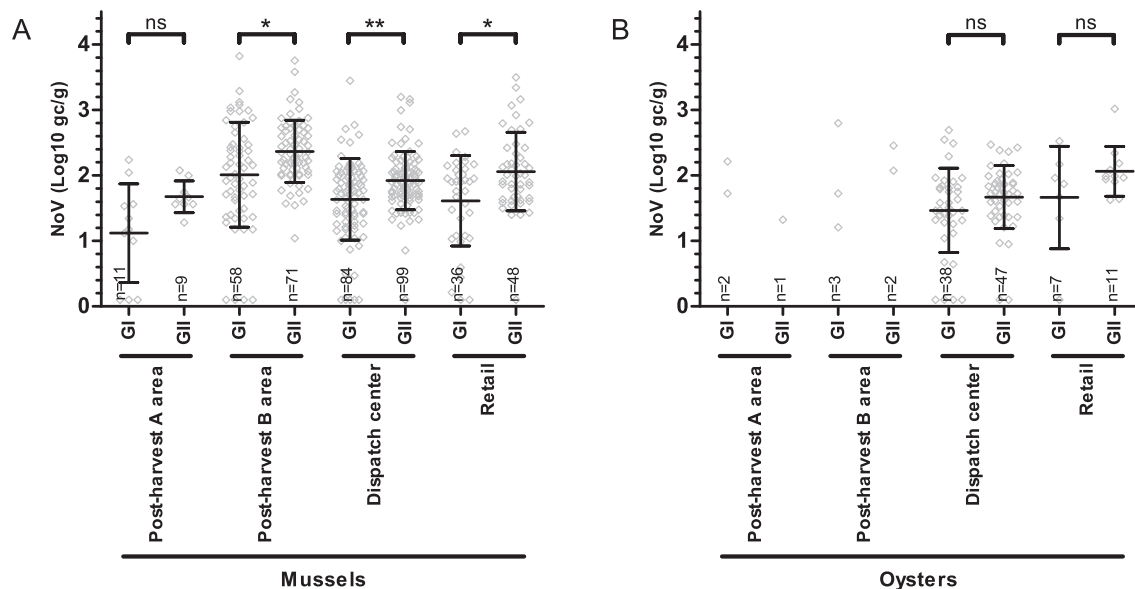 A
NoV (Log10 gc/g)
4
3
2
1
0
ns
*
**
*
n=11
n=9
n=58
n=71
n=84
n=99
n=36
n=48
GI
GII
GI
GII
GI
GII
GI
GII
Post-harvest A area
Post-harvest B area
Dispatch center
Retail
Mussels
B
NoV (Log10 gc/g)
4
3
2
1
0
ns
ns
n=2
n=1
n=3
n=2
n=38
n=47
n=7
n=11
GI
GII
GI
GII
GI
GII
GI
GII
Post-harvest A area
Post-harvest B area
Dispatch center
Retail
Oysters